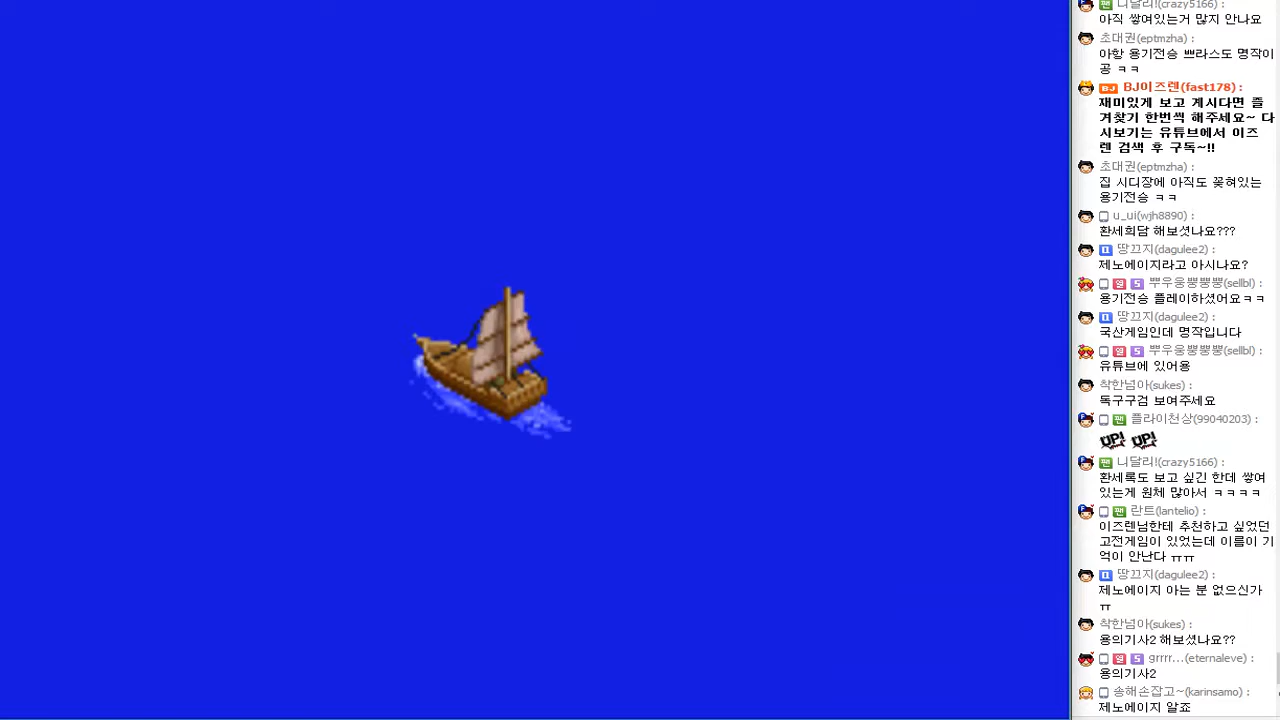 니달리!(crazy5166) :
아직 쌓여있는거 많지 안나요
초대권(eptmzha) :
아항 용기전승 쁘라스도 명작이
공 ㅋㅋ
BJ BJ이즈렌(fast178) :
재미있게 보고 계시다면 즐
겨찾기 한번씩 해주세요~ 다
시보기는 유튜브에서 이즈
렌 검색 후 구독~!!
초대권(eptmzha) :
집 시디장에 아직도 꽂혀있는
용기전승 ㅋㅋ
u_ui(wjh8890) :
환세희담 해보셧나요???
땅끄지(dagulee2) :
제노에이지라고 아시나요?
열 S 뿌우웅뿡뿡뿡(sellbl) :
용기전승 플레이하셨어요ㅋㅋ
땅끄지(dagulee2) :
국산게임인데 명작입니다
열 S 뿌우웅뿡뿡뿡(sellbl) :
유튜브에 있어용
착한넘아(sukes) :
독구구검 보여주세요
팬 플라이천상(99040203) :
UP! UP!
팬 니달리!(crazy5166) :
환세록도 보고 싶긴 한데 쌓여
있는게 원체 많아서 ㅋㅋㅋㅋ
팬 란트(lantelio) :
이즈렌님한테 추천하고 싶었던
고전게임이 있었는데 이름이 기
억이 안난다 ㅠㅠ
땅끄지(dagulee2) :
제노에이지 아는 분 없으신가
ㅠ
착한넘아(sukes) :
용의기사2 해보셨나요??
열 S grrrr...(eternaleve) :
용의기사2
송해손잡고~(karinsamo) :
제노에이지 알죠